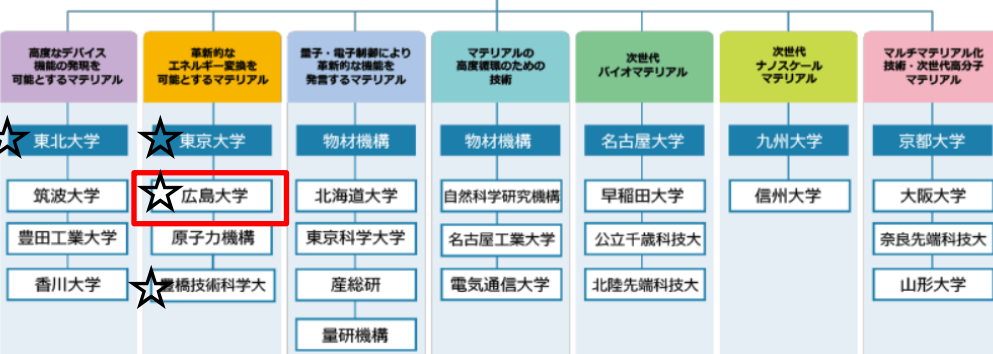 高度なデバイス
機能の発現を
可能とするマテリアル
革新的な
エネルギー変換を
可能とするマテリアル
量子・電子制御により
革新的な機能を
発言するマテリアル
マテリアルの
高度循環のための
技術
次世代
バイオマテリアル
次世代
ナノスケール
マテリアル
マルチマテリアル化
技術・次世代高分子
マテリアル
東北大学
筑波大学
豊田工業大学
香川大学
東京大学
広島大学
原子力機構
豊橋技術科学大
物材機構
北海道大学
東京科学大学
産総研
量研機構
物材機構
自然科学研究機構
名古屋工業大学
電気通信大学
名古屋大学
早稲田大学
公立千歳科技大
北陸先端科技大
九州大学
信州大学
京都大学
大阪大学
奈良先端科技大
山形大学